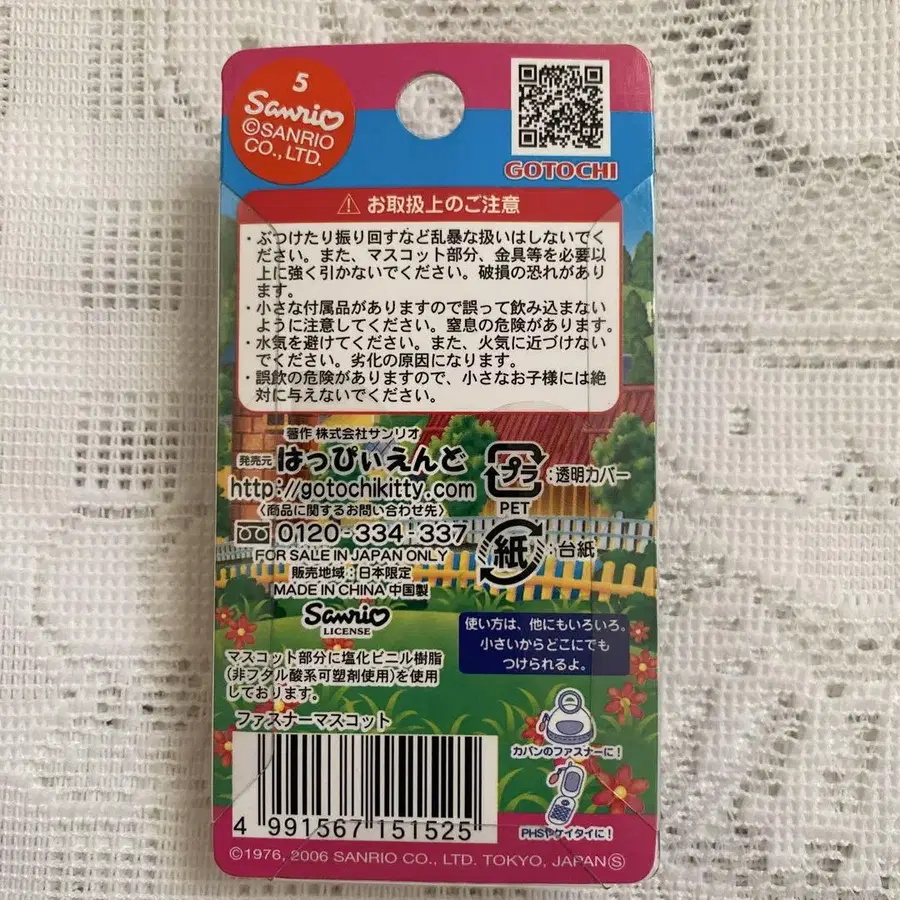 5
Sanrio
©SANRIO
CO., LTD.
GOTOCHI
⚠ お取扱上のご注意
・ぶつけたり振り回すなど乱暴な扱いはしないでく
ださい。また、マスコット部分、金具等を必要以
上に強く引かないでください。破損の恐れがあり
ます。
・小さな付属品がありますので誤って飲み込まない
ように注意してください。窒息の危険があります。
・水気を避けてください。また、火気に近づけない
でください。劣化の原因になります。
・誤飲の危険がありますので、小さなお子様には絶
対に与えないでください。
著作 株式会社サンリオ
発売元 はっぴぃえんど
http://gotochikitty.com
〈商品に関するお問い合わせ先〉
0120-334-337
FOR SALE IN JAPAN ONLY
販売地域：日本限定
MADE IN CHINA 中国製
Sanrio
LICENSE
プラ :透明カバー
PET
紙 :台紙
マスコット部分に塩化ビニル樹脂
(非フタル酸系可塑剤使用)を使用
しております。
ファスナーマスコット
使い方は、他にもいろいろ。
小さいからどこにでも
つけられるよ。
カバンのファスナーに！
PHSやケイタイに！
4 991567 151525
©1976, 2006 SANRIO CO., LTD. TOKYO, JAPAN Ⓢ